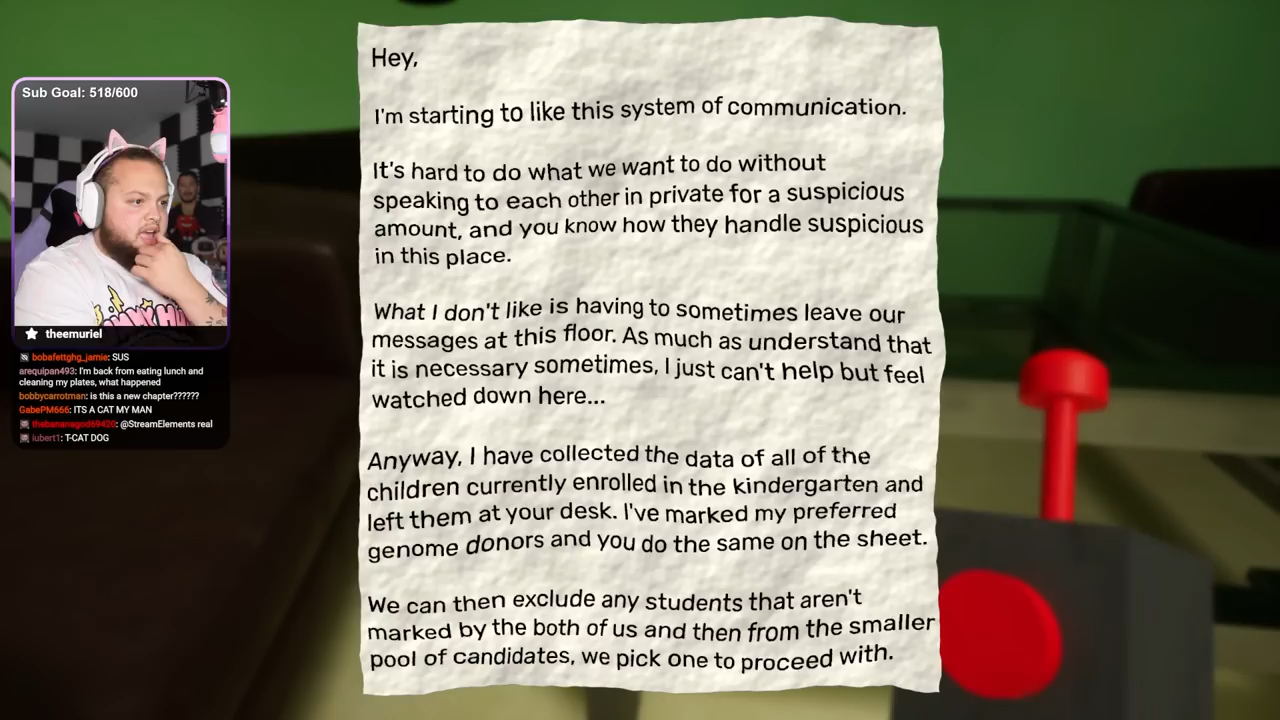 Sub Goal: 518/600
theemuriel
bobafettghg_jamie: SUS
arequipan493: I'm back from eating lunch and
cleaning my plates, what happened
bobbycarrotman: is this a new chapter??????
GabePM666: ITS A CAT MY MAN
thebananagod69420: @StreamElements real
iubert1: T-CAT DOG
Hey,
I'm starting to like this system of communication.
It's hard to do what we want to do without
speaking to each other in private for a suspicious
amount, and you know how they handle suspicious
in this place.
What I don't like is having to sometimes leave our
messages at this floor. As much as understand that
it is necessary sometimes, I just can't help but feel
watched down here...
Anyway, I have collected the data of all of the
children currently enrolled in the kindergarten and
left them at your desk. I've marked my preferred
genome donors and you do the same on the sheet.
We can then exclude any students that aren't
marked by the both of us and then from the smaller
pool of candidates, we pick one to proceed with.